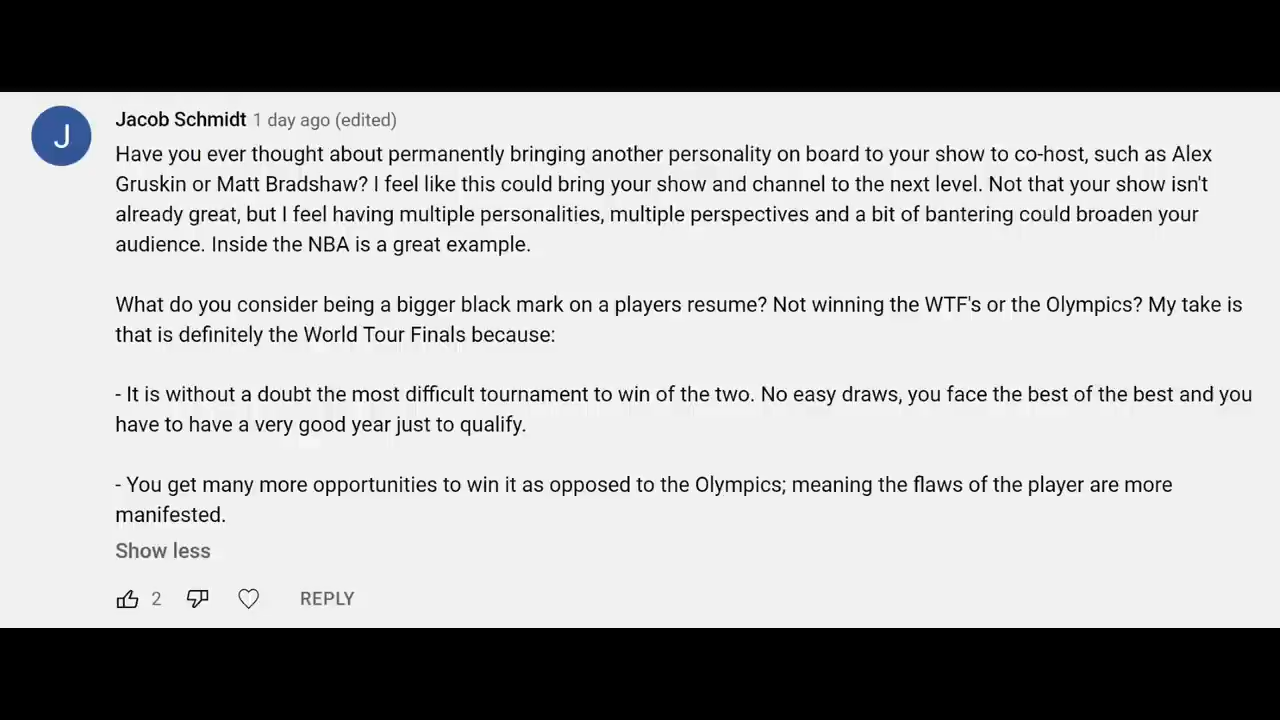 J
Jacob Schmidt 1 day ago (edited)
Have you ever thought about permanently bringing another personality on board to your show to co-host, such as Alex
Gruskin or Matt Bradshaw? I feel like this could bring your show and channel to the next level. Not that your show isn't
already great, but I feel having multiple personalities, multiple perspectives and a bit of bantering could broaden your
audience. Inside the NBA is a great example.
What do you consider being a bigger black mark on a players resume? Not winning the WTF's or the Olympics? My take is
that is definitely the World Tour Finals because:
- It is without a doubt the most difficult tournament to win of the two. No easy draws, you face the best of the best and you
have to have a very good year just to qualify.
- You get many more opportunities to win it as opposed to the Olympics; meaning the flaws of the player are more
manifested.
Show less
2 REPLY